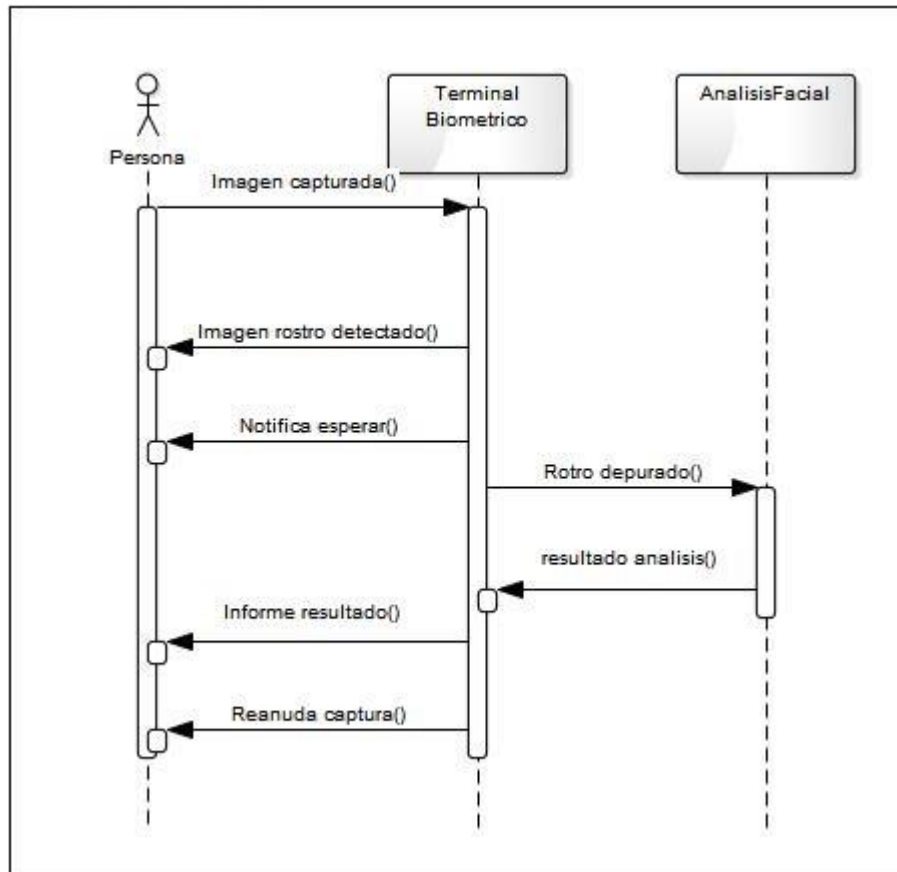 Persona
Terminal
Biometrico
AnalisisFacial
Imagen capturada()
Imagen rostro detectado()
Notifica esperar()
Rotro depurado()
resultado analisis()
Informe resultado()
Reanuda captura()